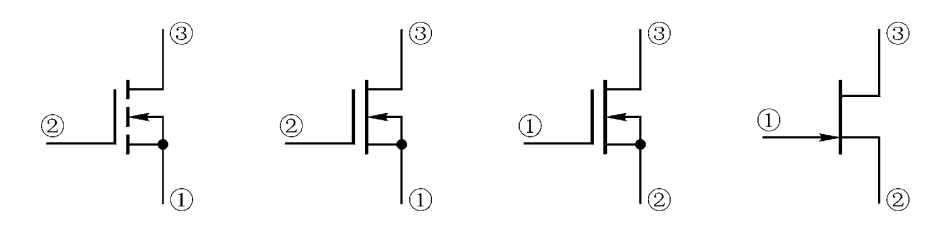 ③ ③ ③ ③
② ② ① ①
① ① ② ②